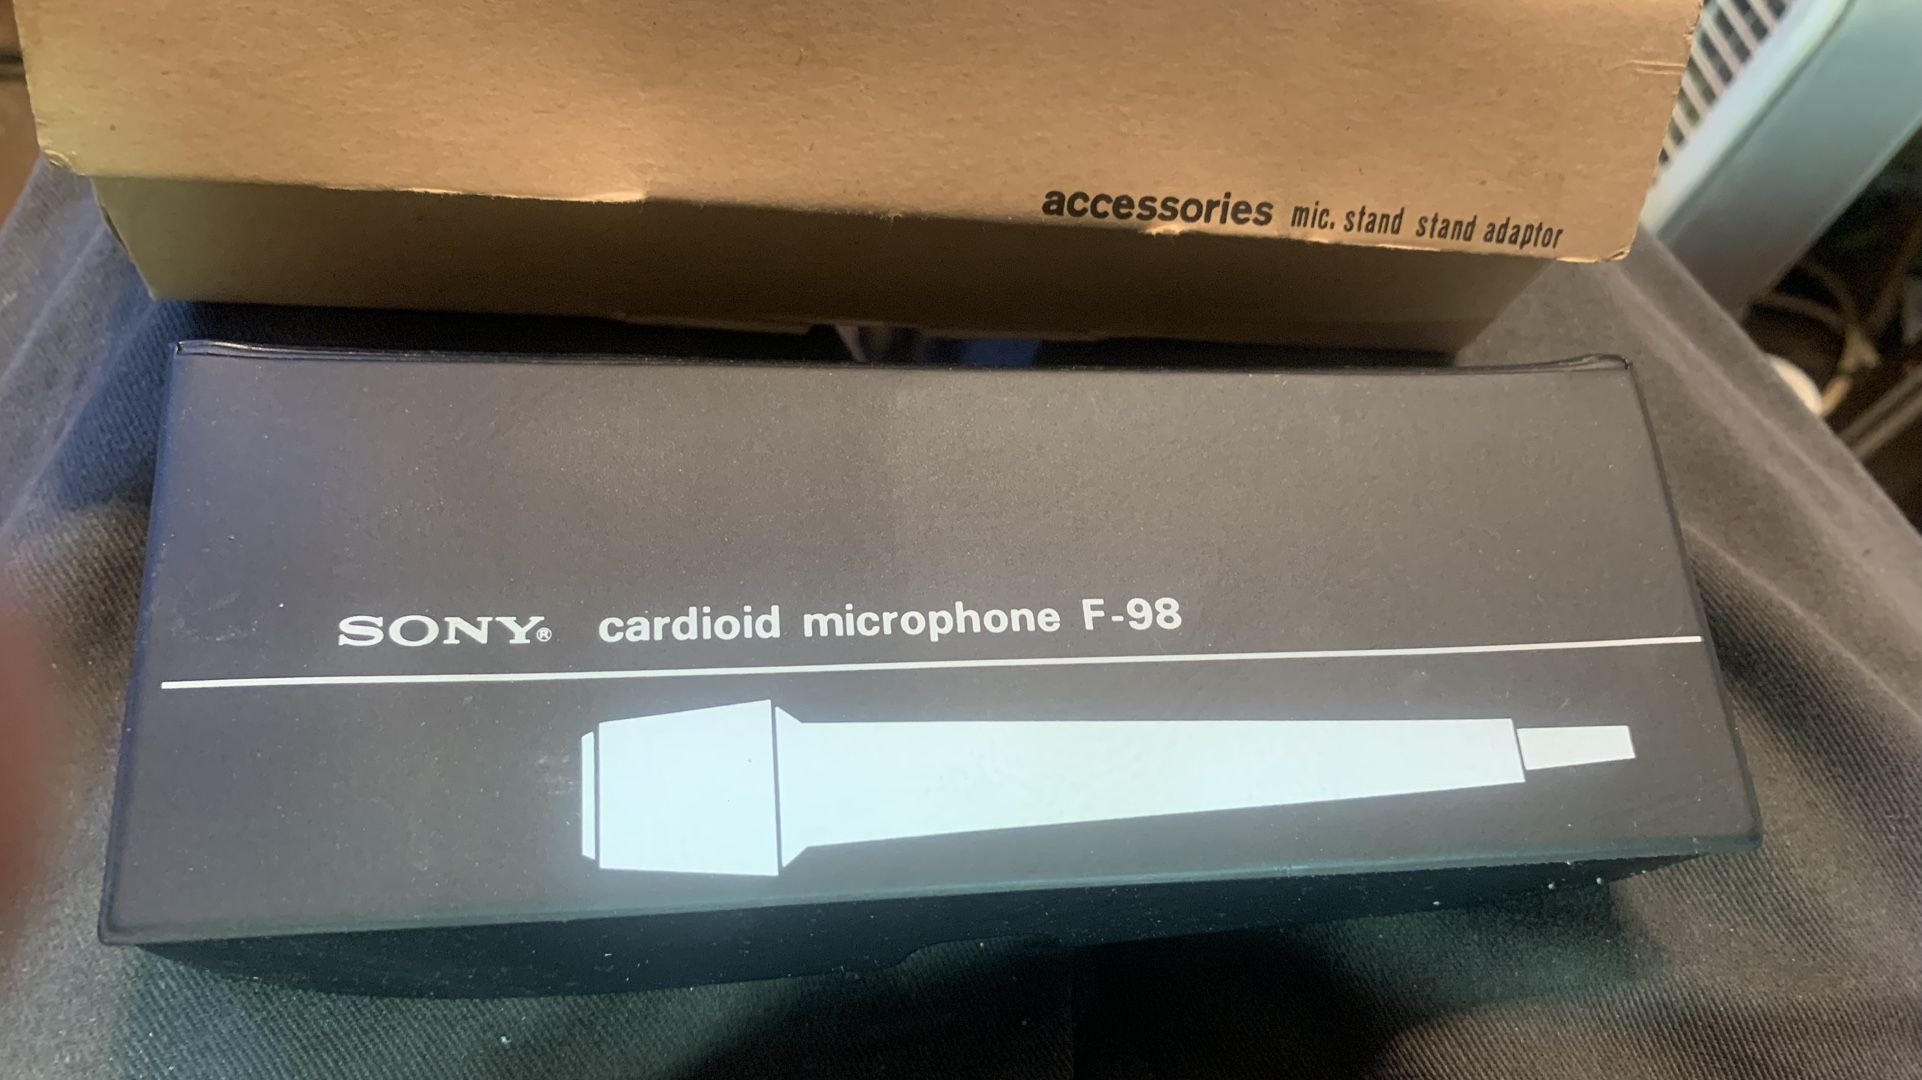 accessories mic. stand stand adaptor
SONY® cardioid microphone F-98